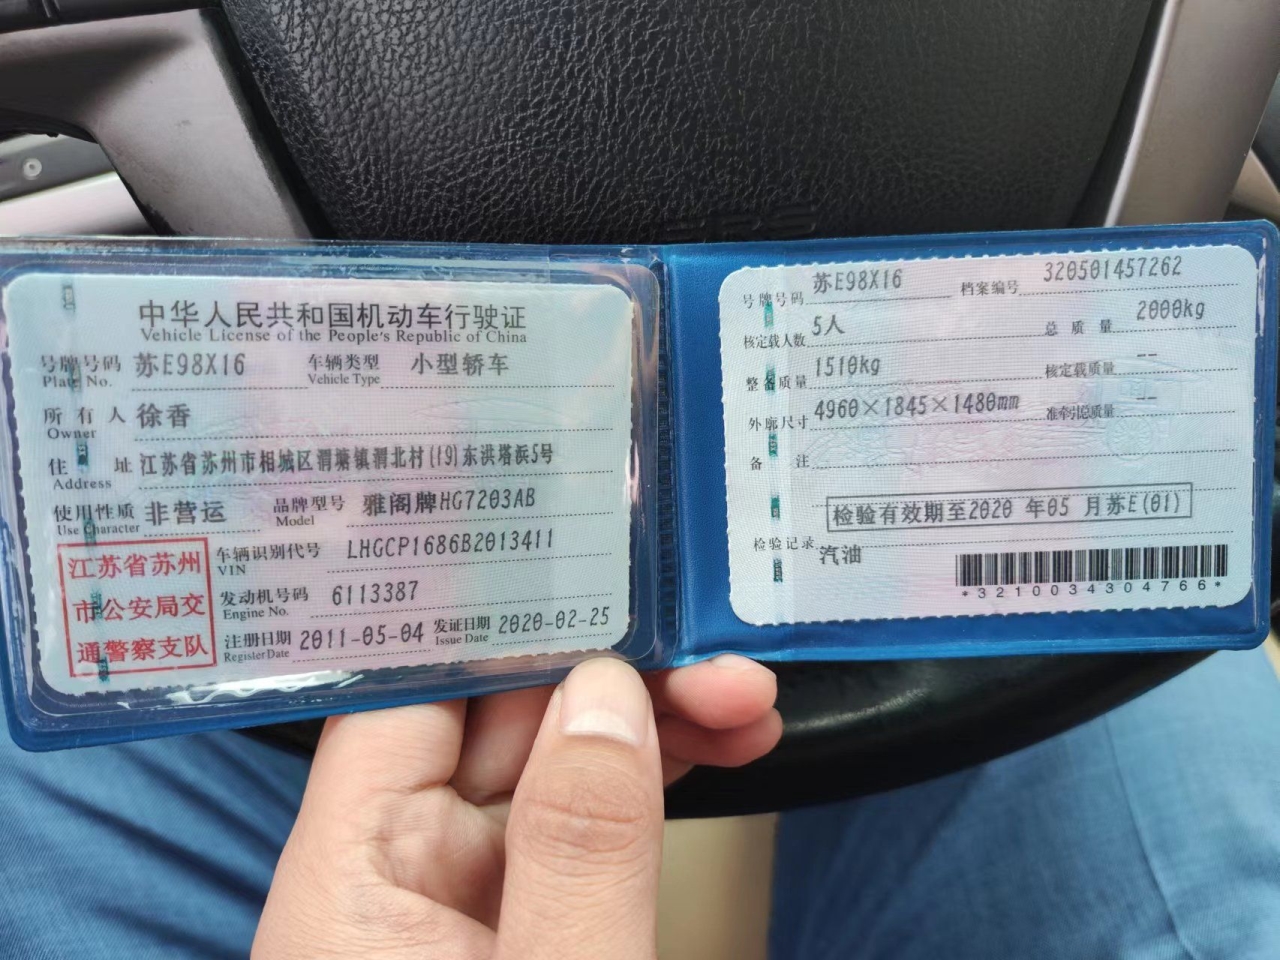 SRS
中华人民共和国机动车行驶证
Vehicle License of the People's Republic of China
号牌号码 苏E98X16 车辆类型 小型轿车
Plate No. Vehicle Type
所有人 徐香
Owner
住址 江苏省苏州市相城区渭塘镇渭北村(19)东洪塔浜5号
Address
使用性质 非营运 品牌型号 雅阁牌HG7203AB
Use Character Model
江苏省苏州
市公安局交
通警察支队
车辆识别代号 LHGCP1686B2013411
VIN
发动机号码 6113387
Engine No.
注册日期 2011-05-04 发证日期 2020-02-25
Register Date Issue Date
号牌号码 苏E98X16 档案编号 320501457262
核定载人数 5人 总质量 2000kg
整备质量 1510kg 核定载质量 --
外廓尺寸 4960×1845×1480mm 准牵引总质量 --
备注
检验有效期至2020 年05 月苏E(01)
检验记录
汽油
*3210034304766*